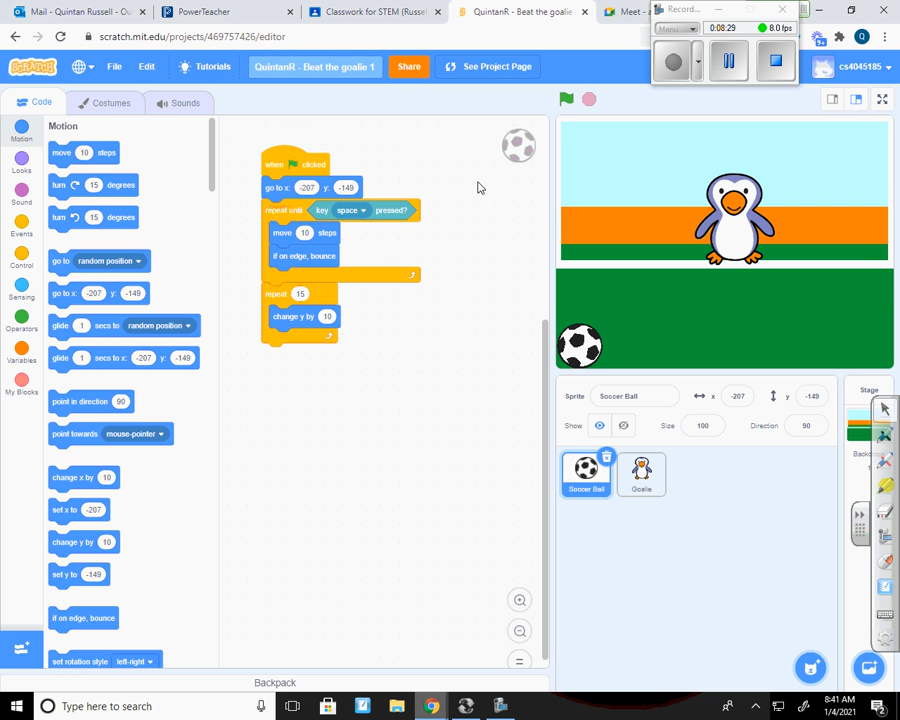 Mail - Quintan Russell - Out
PowerTeacher
Classwork for STEM (Russel
QuintanR - Beat the goalie
Meet -
Record...
Menu
0:08:29
8.0 fps
scratch.mit.edu/projects/469757426/editor
Q
9+
SCRATCH
File
Edit
Tutorials
QuintanR - Beat the goalie 1
Share
See Project Page
cs4045185
Code
Costumes
Sounds
Motion
Looks
Sound
Events
Control
Sensing
Operators
Variables
My Blocks
Motion
move 10 steps
turn 15 degrees
turn 15 degrees
go to random position
go to x: -207 y: -149
glide 1 secs to random position
glide 1 secs to x: -207 y: -149
point in direction 90
point towards mouse-pointer
change x by 10
set x to -207
change y by 10
set y to -149
if on edge, bounce
set rotation style left-right
when clicked
go to x: -207 y: -149
repeat until key space pressed?
move 10 steps
if on edge, bounce
repeat 15
change y by 10
Sprite Soccer Ball x -207 y -149
Show Size 100 Direction 90
Soccer Ball
Goalie
Stage
Backpack
Type here to search
8:41 AM
1/4/2021
2